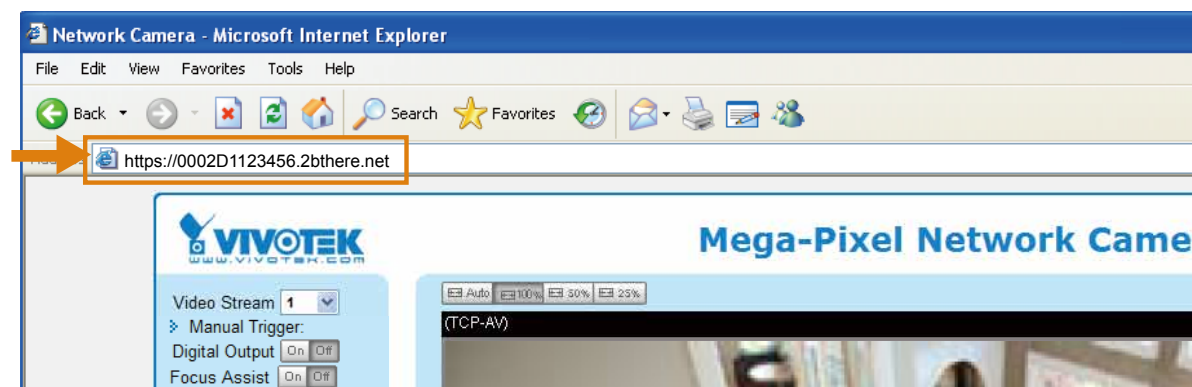 Network Camera - Microsoft Internet Explorer
File Edit View Favorites Tools Help
Back Search Favorites
https://0002D1123456.2bthere.net
VIVOTEK
www.vivotek.com
Mega-Pixel Network Came
Video Stream 1
Auto 100% 50% 25%
Manual Trigger:
(TCP-AV)
Digital Output On Off
Focus Assist On Off